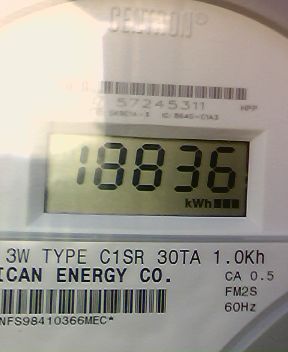 CENTRON®
57245311 HPP
18836
kWh
3W TYPE C1SR 30TA 1.0Kh
ICAN ENERGY CO. CA 0.5
FM2S
NFS98410366MEC* 60Hz